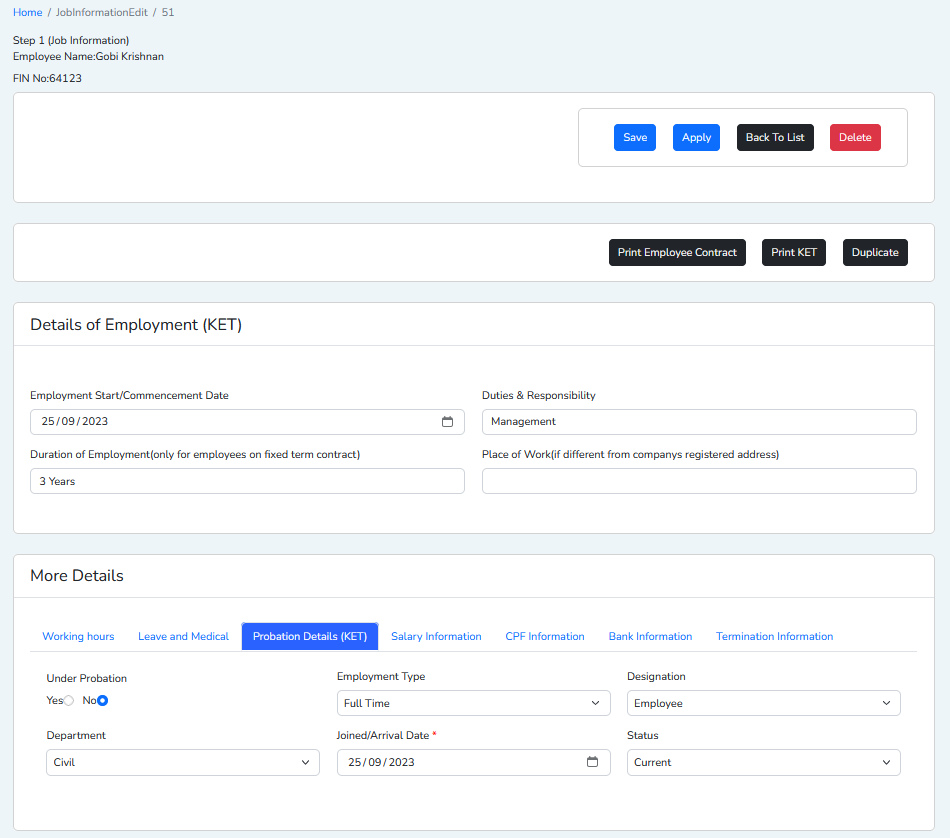 Home / JobInformationEdit / 51
Step 1 (Job Information)
Employee Name:Gobi Krishnan
FIN No:64123
Save Apply Back To List Delete
Print Employee Contract Print KET Duplicate
Details of Employment (KET)
Employment Start/Commencement Date Duties & Responsibility
25/09/2023 Management
Duration of Employment(only for employees on fixed term contract) Place of Work(if different from companys registered address)
3 Years
More Details
Working hours Leave and Medical Probation Details (KET) Salary Information CPF Information Bank Information Termination Information
Under Probation Employment Type Designation
Yes No Full Time Employee
Department Joined/Arrival Date * Status
Civil 25/09/2023 Current